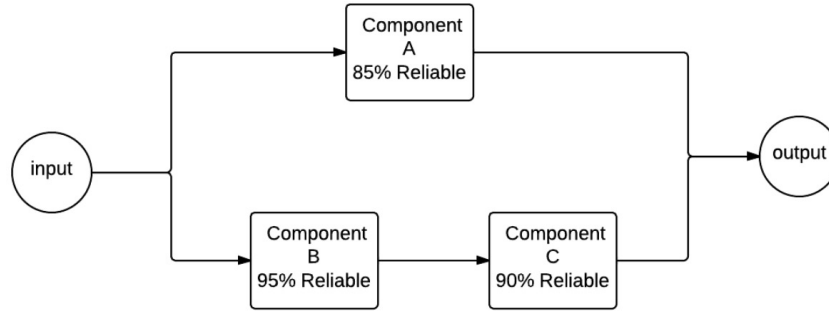 Component
A
85% Reliable
input
output
Component
B
95% Reliable
Component
C
90% Reliable